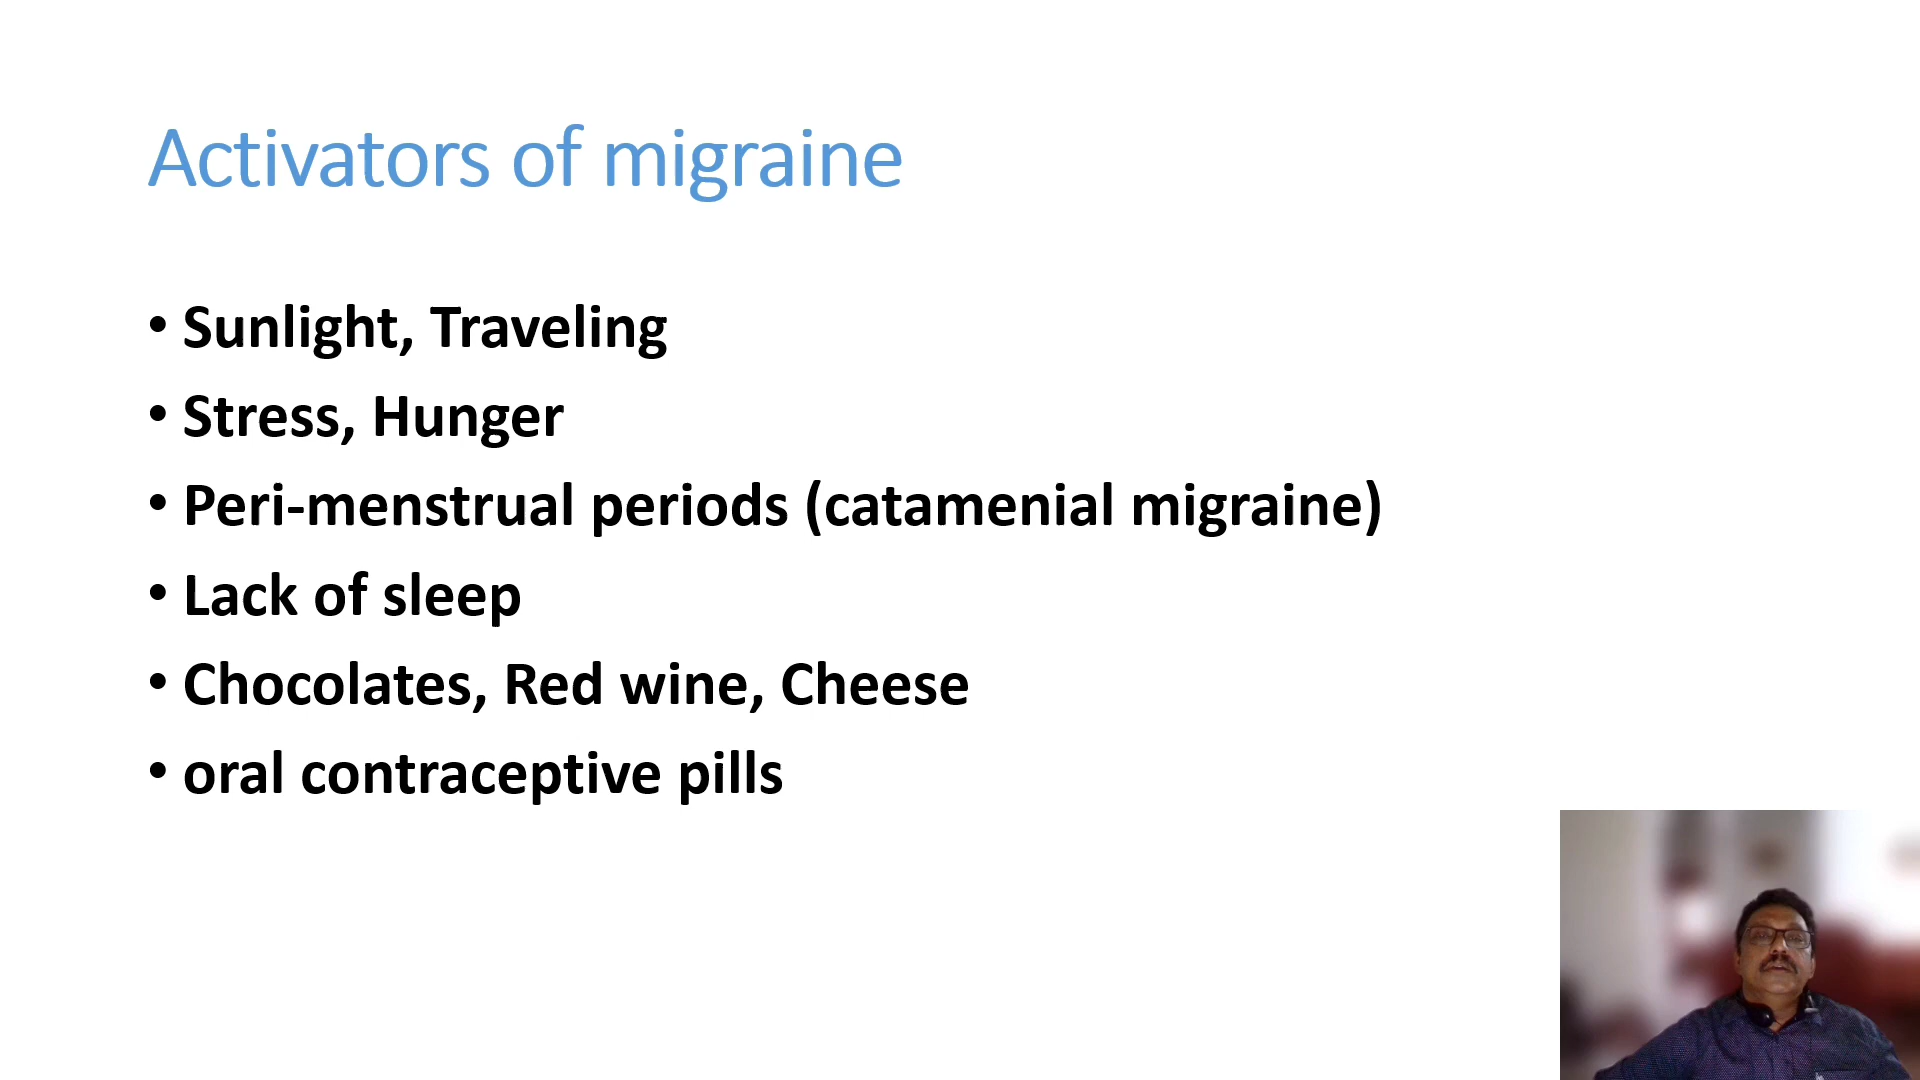 Activators of migraine
• Sunlight, Traveling
• Stress, Hunger
• Peri-menstrual periods (catamenial migraine)
• Lack of sleep
• Chocolates, Red wine, Cheese
• oral contraceptive pills